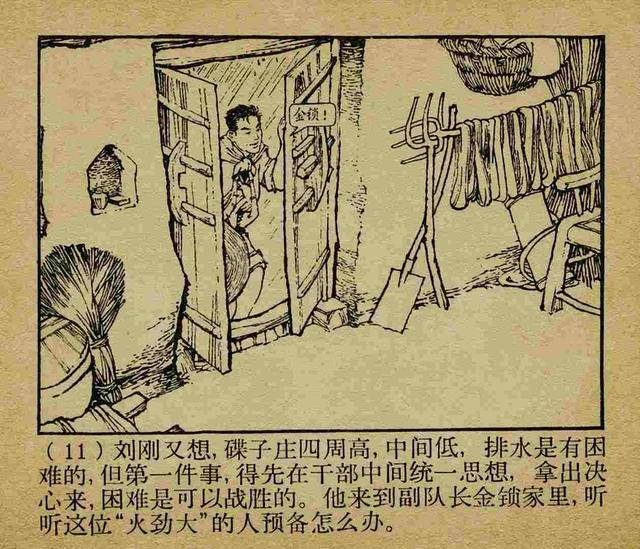 金锁！
（11）刘刚又想，碟子庄四周高，中间低，排水是有困
难的，但第一件事，得先在干部中间统一思想，拿出决
心来，困难是可以战胜的。他来到副队长金锁家里，听
听这位“火劲大”的人预备怎么办。